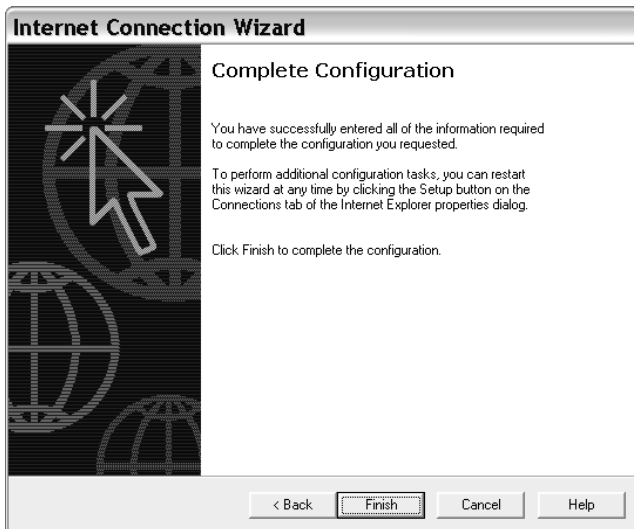 Internet Connection Wizard
Complete Configuration
You have successfully entered all of the information required
to complete the configuration you requested.
To perform additional configuration tasks, you can restart
this wizard at any time by clicking the Setup button on the
Connections tab of the Internet Explorer properties dialog.
Click Finish to complete the configuration.
< Back
Finish
Cancel
Help